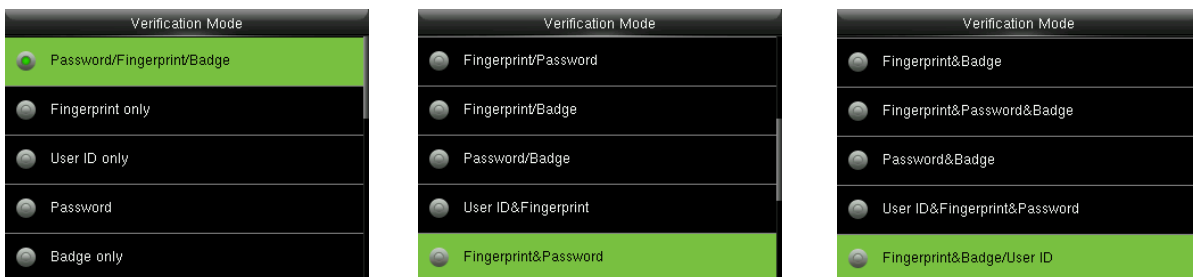 Verification Mode
Password/Fingerprint/Badge
Fingerprint only
User ID only
Password
Badge only
Verification Mode
Fingerprint/Password
Fingerprint/Badge
Password/Badge
User ID&Fingerprint
Fingerprint&Password
Verification Mode
Fingerprint&Badge
Fingerprint&Password&Badge
Password&Badge
User ID&Fingerprint&Password
Fingerprint&Badge/User ID